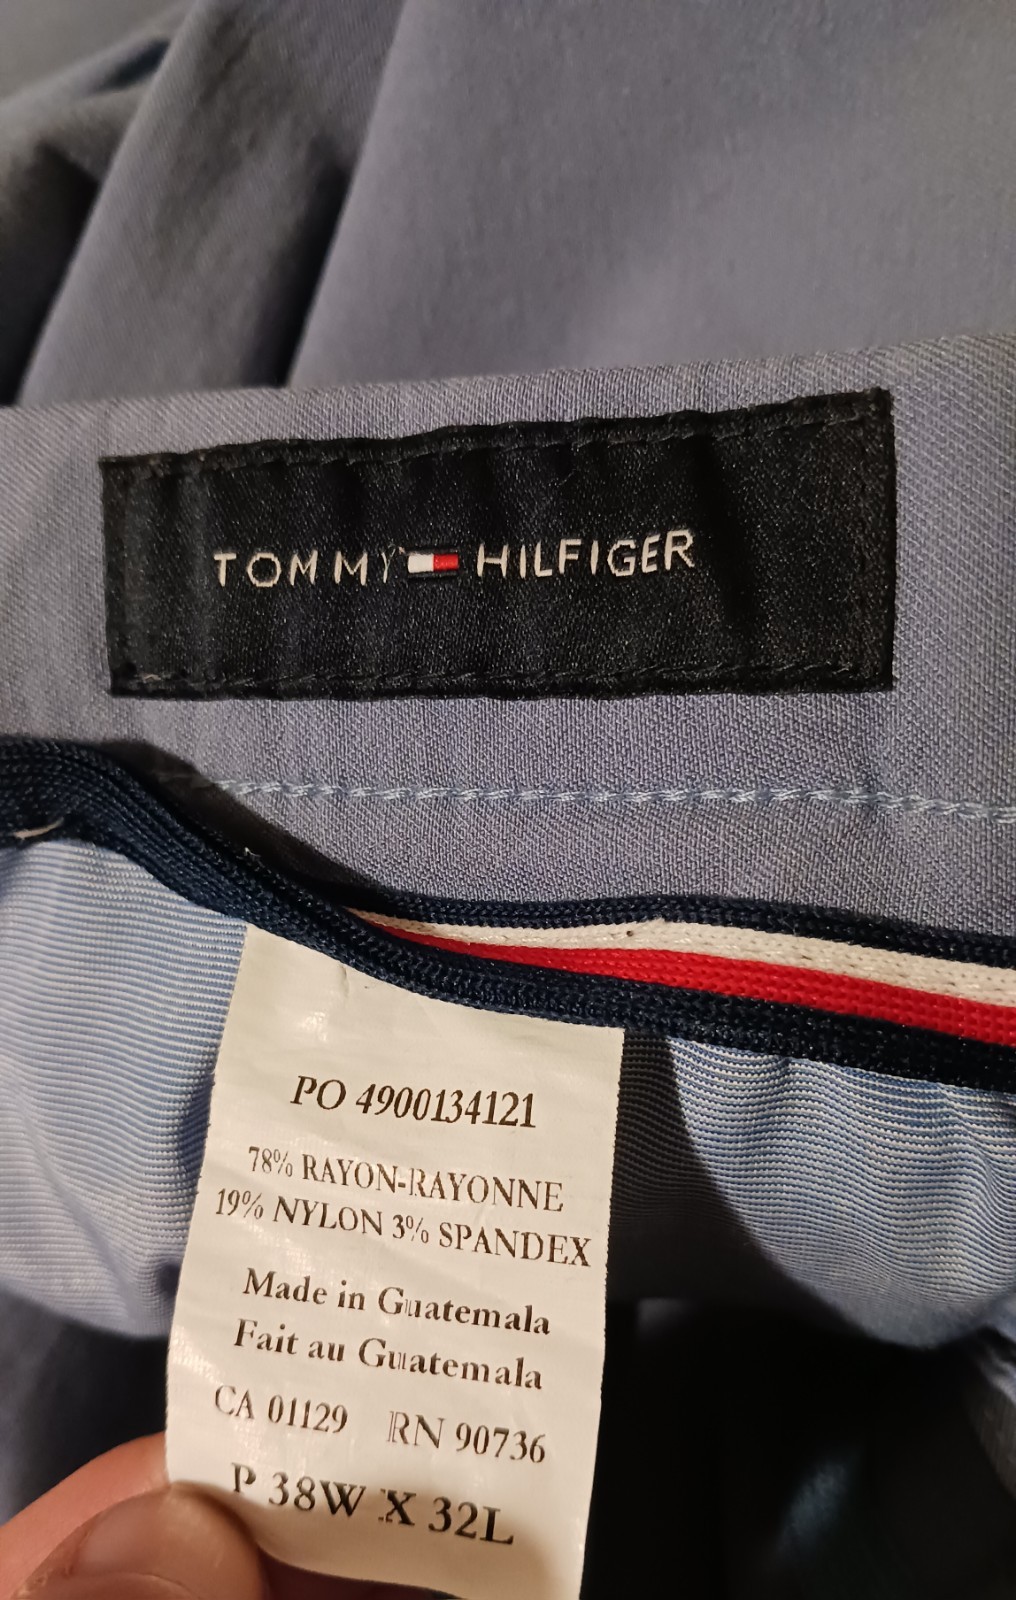 TOMMY HILFIGER
PO 4900134121
78% RAYON-RAYONNE
19% NYLON 3% SPANDEX
Made in Guatemala
Fait au Guatemala
CA 01129 RN 90736
P 38W X 32L